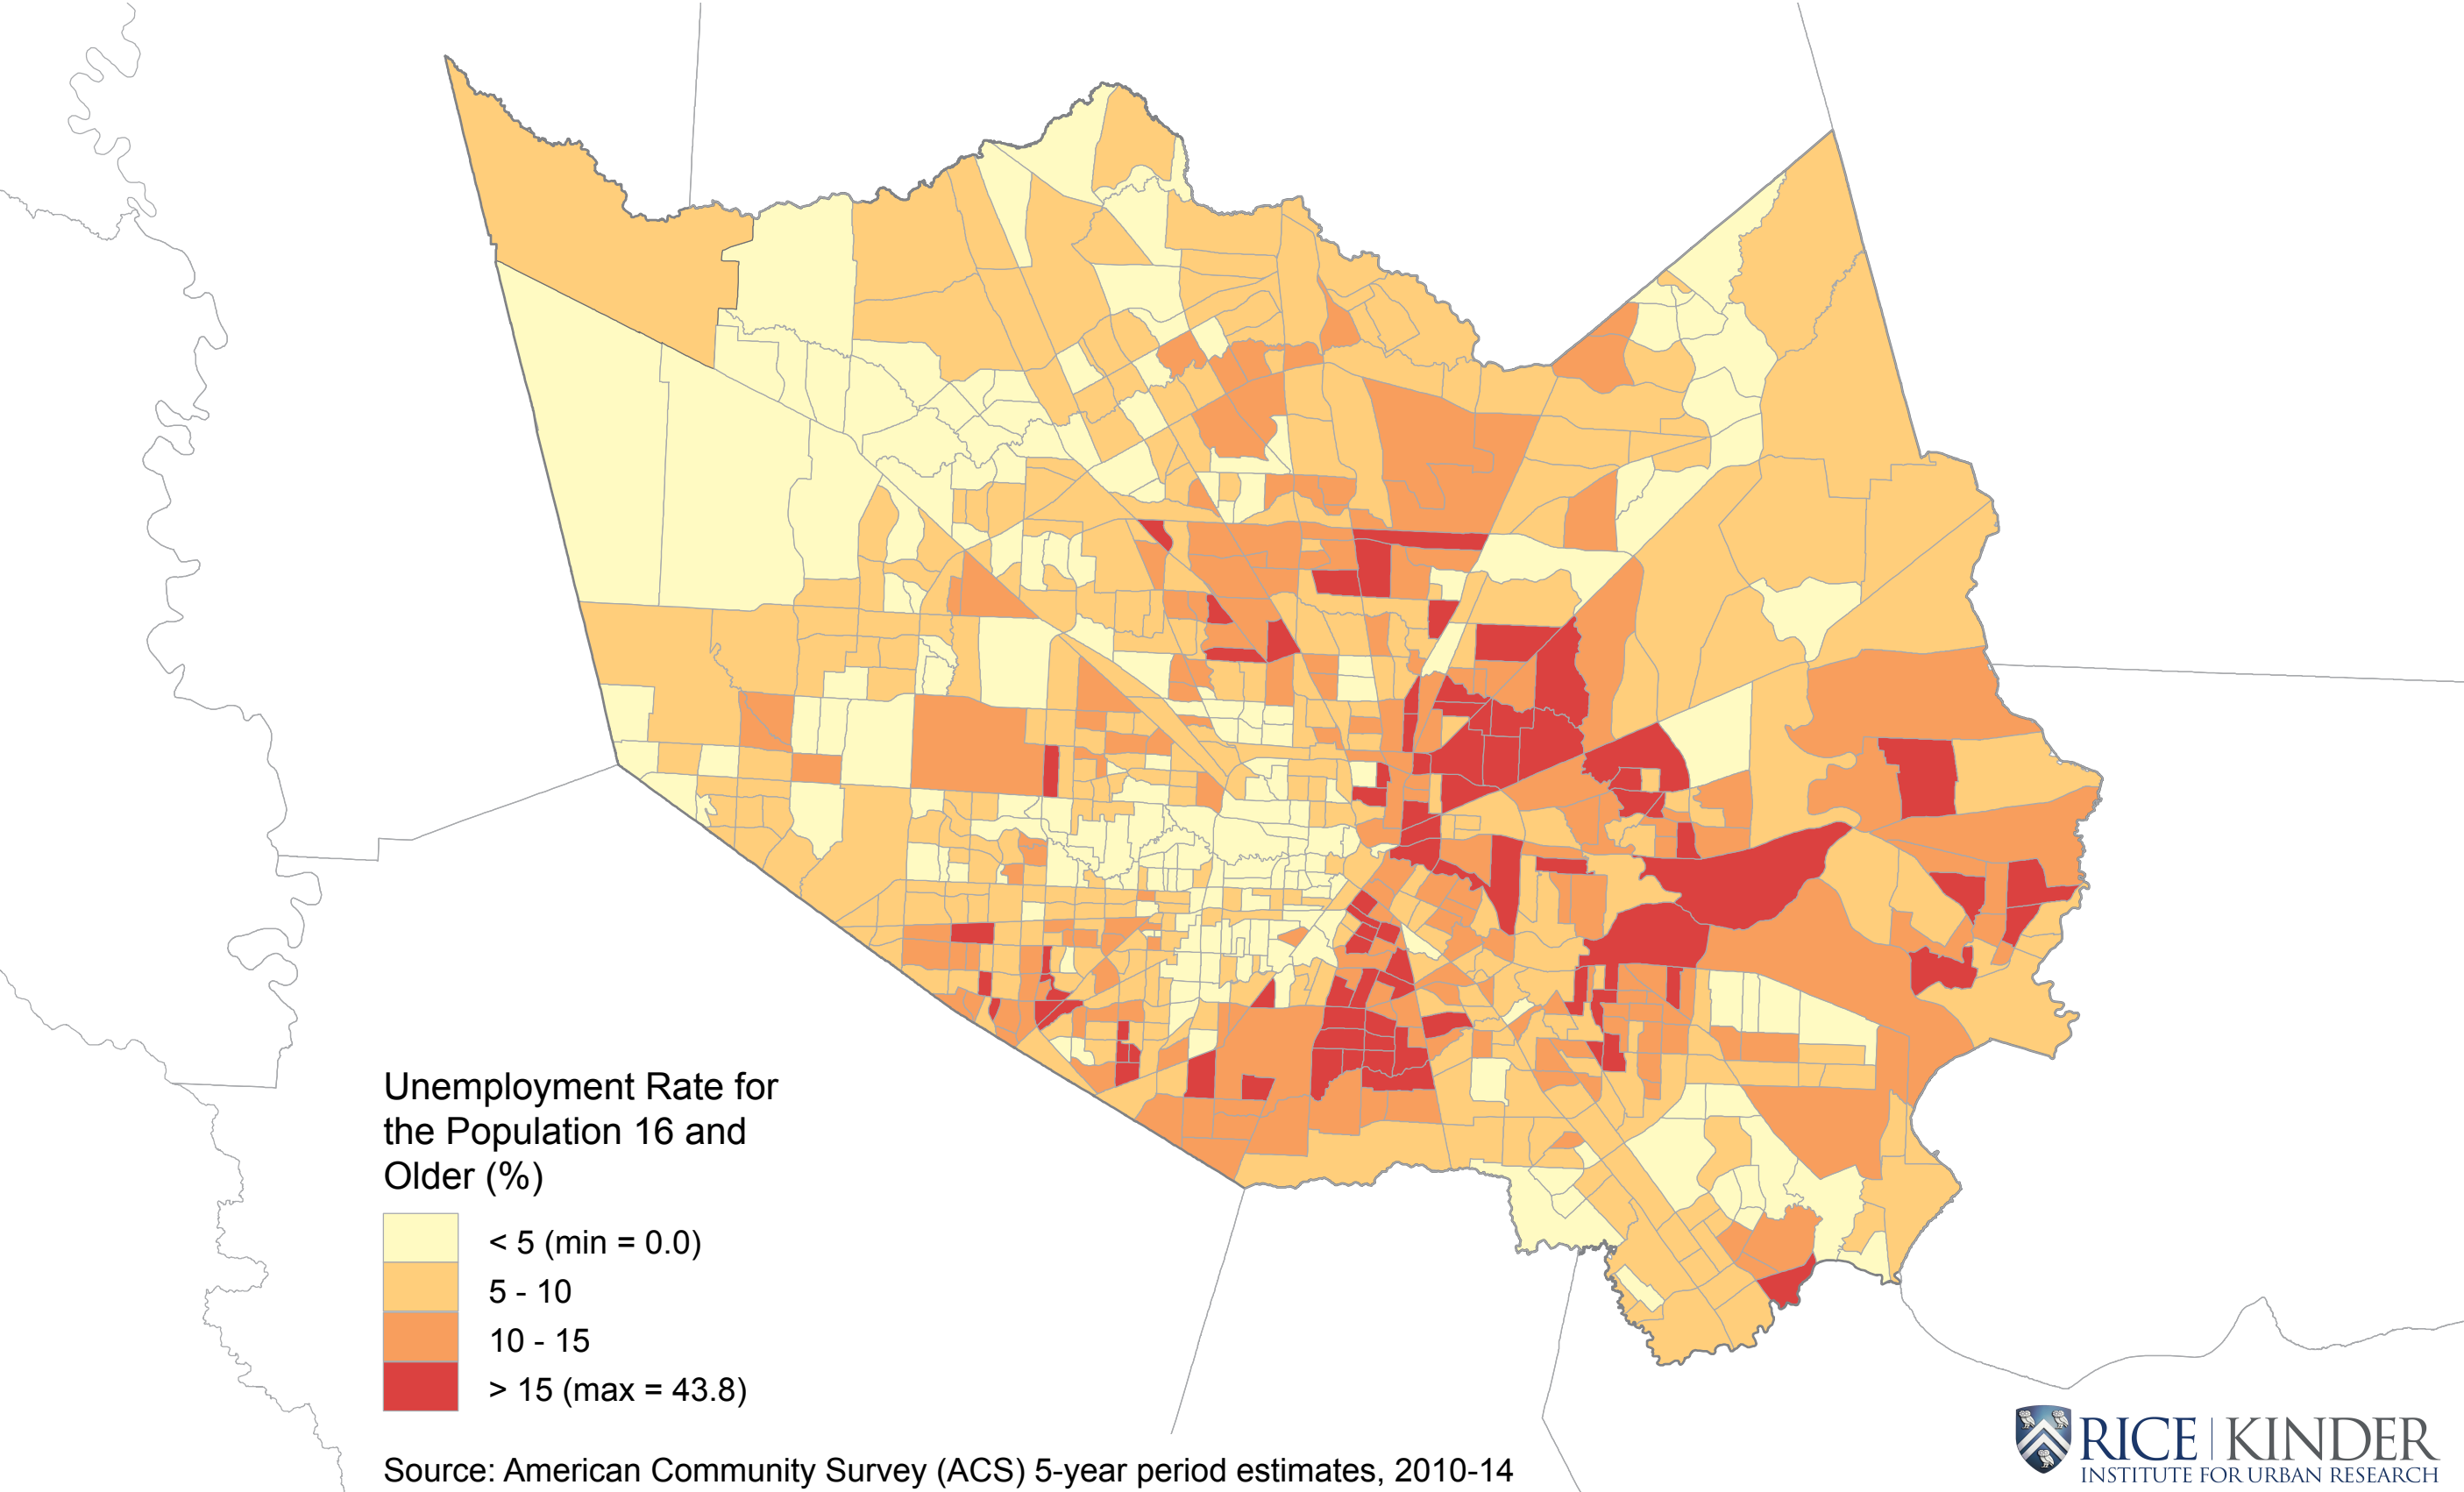 Unemployment Rate for
the Population 16 and
Older (%)
< 5 (min = 0.0)
5 - 10
10 - 15
> 15 (max = 43.8)
Source: American Community Survey (ACS) 5-year period estimates, 2010-14
RICE | KINDER
INSTITUTE FOR URBAN RESEARCH